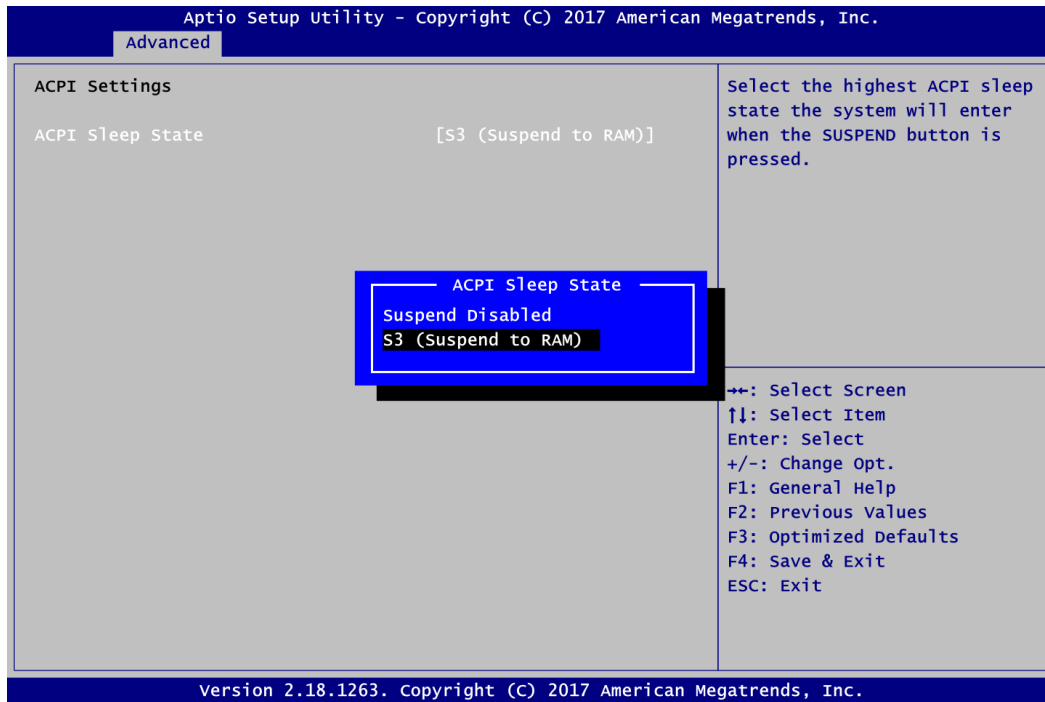 Aptio Setup Utility – Copyright (C) 2017 American Megatrends, Inc.
Advanced
ACPI Settings
ACPI Sleep State [S3 (Suspend to RAM)]
Select the highest ACPI sleep
state the system will enter
when the SUSPEND button is
pressed.
ACPI Sleep State
Suspend Disabled
S3 (Suspend to RAM)
→←: Select Screen
↑↓: Select Item
Enter: Select
+/-: Change Opt.
F1: General Help
F2: Previous Values
F3: Optimized Defaults
F4: Save & Exit
ESC: Exit
Version 2.18.1263. Copyright (C) 2017 American Megatrends, Inc.